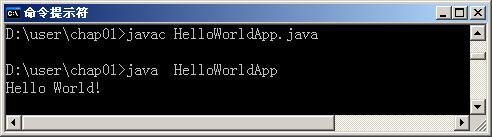 命令提示符
D:\user\chap01>javac HelloWorldApp.java
D:\user\chap01>java  HelloWorldApp
Hello World!